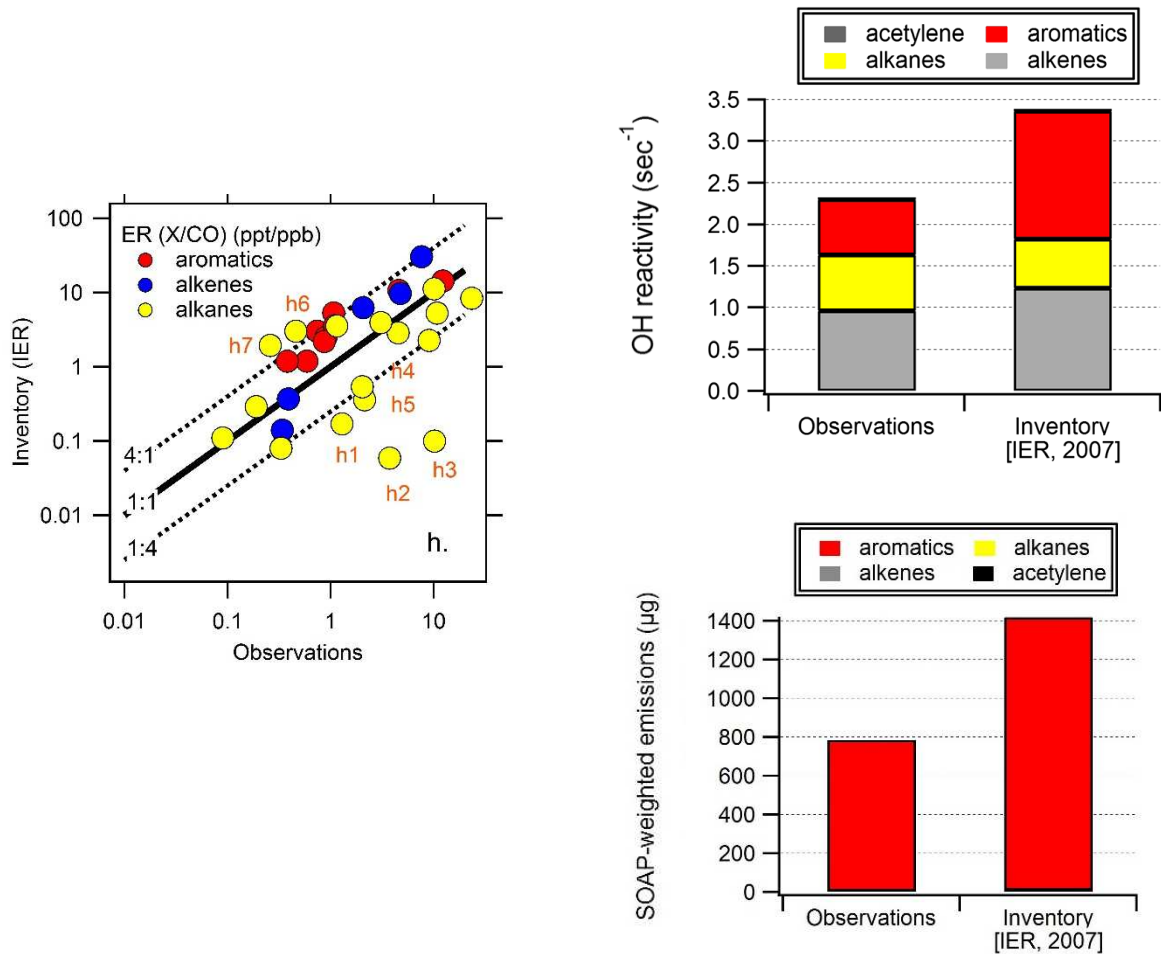 100
10
1
0.1
0.01
Inventory (IER)
ER (X/CO) (ppt/ppb)
aromatics
alkenes
alkanes
h6
h7
h4
h5
h1
h3
h2
4:1
1:1
1:4
h.
0.01
0.1
1
10
Observations
acetylene
aromatics
alkanes
alkenes
OH reactivity (sec⁻¹)
3.5
3.0
2.5
2.0
1.5
1.0
0.5
0.0
Observations
Inventory
[IER, 2007]
aromatics
alkanes
alkenes
acetylene
SOAP-weighted emissions (µg)
1400
1200
1000
800
600
400
200
0
Observations
Inventory
[IER, 2007]